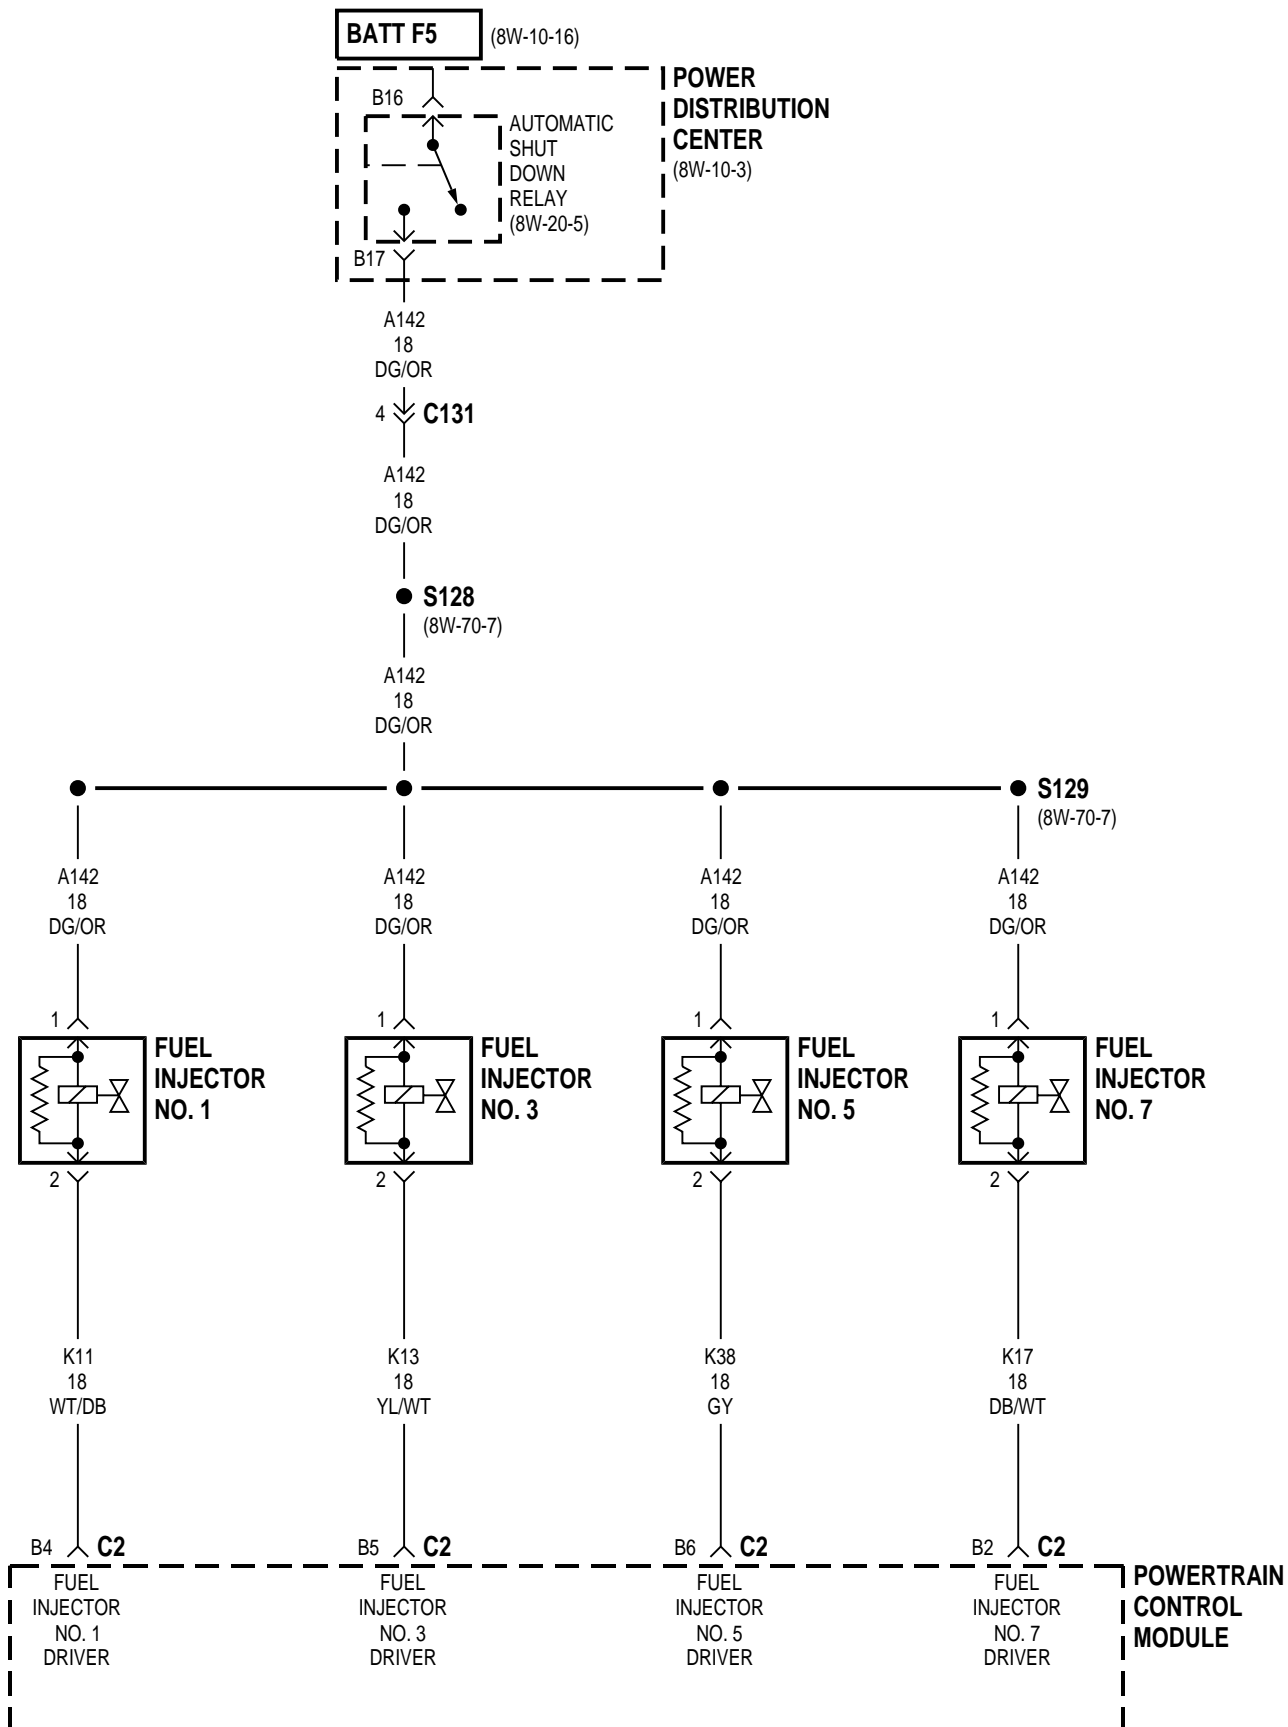 BATT F5
(8W-10-16)
POWER
DISTRIBUTION
CENTER
(8W-10-3)
B16
AUTOMATIC
SHUT
DOWN
RELAY
(8W-20-5)
B17
A142
18
DG/OR
4
C131
A142
18
DG/OR
S128
(8W-70-7)
A142
18
DG/OR
S129
(8W-70-7)
A142
18
DG/OR
A142
18
DG/OR
A142
18
DG/OR
A142
18
DG/OR
1
FUEL
INJECTOR
NO. 1
2
1
FUEL
INJECTOR
NO. 3
2
1
FUEL
INJECTOR
NO. 5
2
1
FUEL
INJECTOR
NO. 7
2
K11
18
WT/DB
K13
18
YL/WT
K38
18
GY
K17
18
DB/WT
B4
C2
B5
C2
B6
C2
B2
C2
FUEL
INJECTOR
NO. 1
DRIVER
FUEL
INJECTOR
NO. 3
DRIVER
FUEL
INJECTOR
NO. 5
DRIVER
FUEL
INJECTOR
NO. 7
DRIVER
POWERTRAIN
CONTROL
MODULE